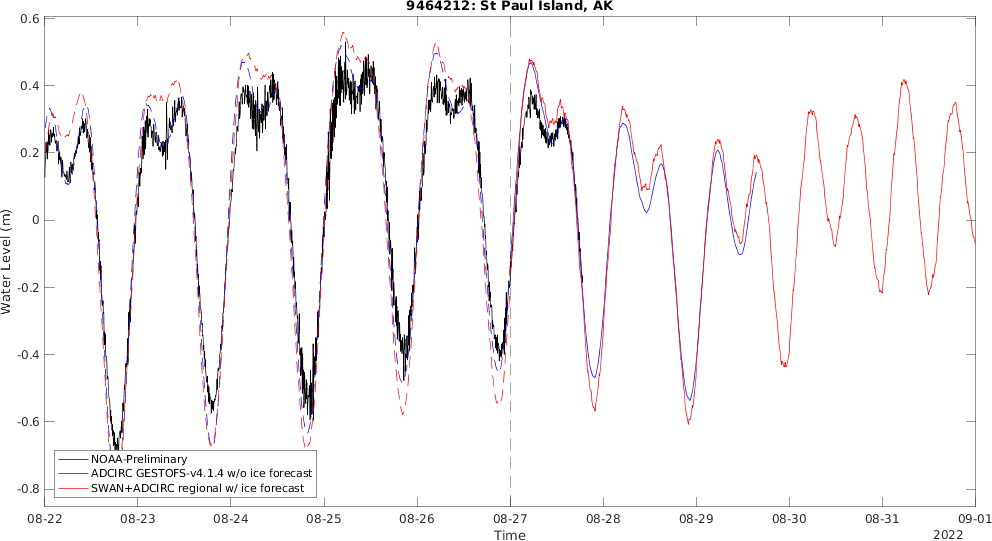 9464212: St Paul Island, AK
0.6
0.4
0.2
0
-0.2
-0.4
-0.6
-0.8
Water Level (m)
NOAA-Preliminary
ADCIRC GESTOFS-v4.1.4 w/o ice forecast
SWAN+ADCIRC regional w/ ice forecast
08-22 08-23 08-24 08-25 08-26 08-27 08-28 08-29 08-30 08-31 09-01
Time
2022